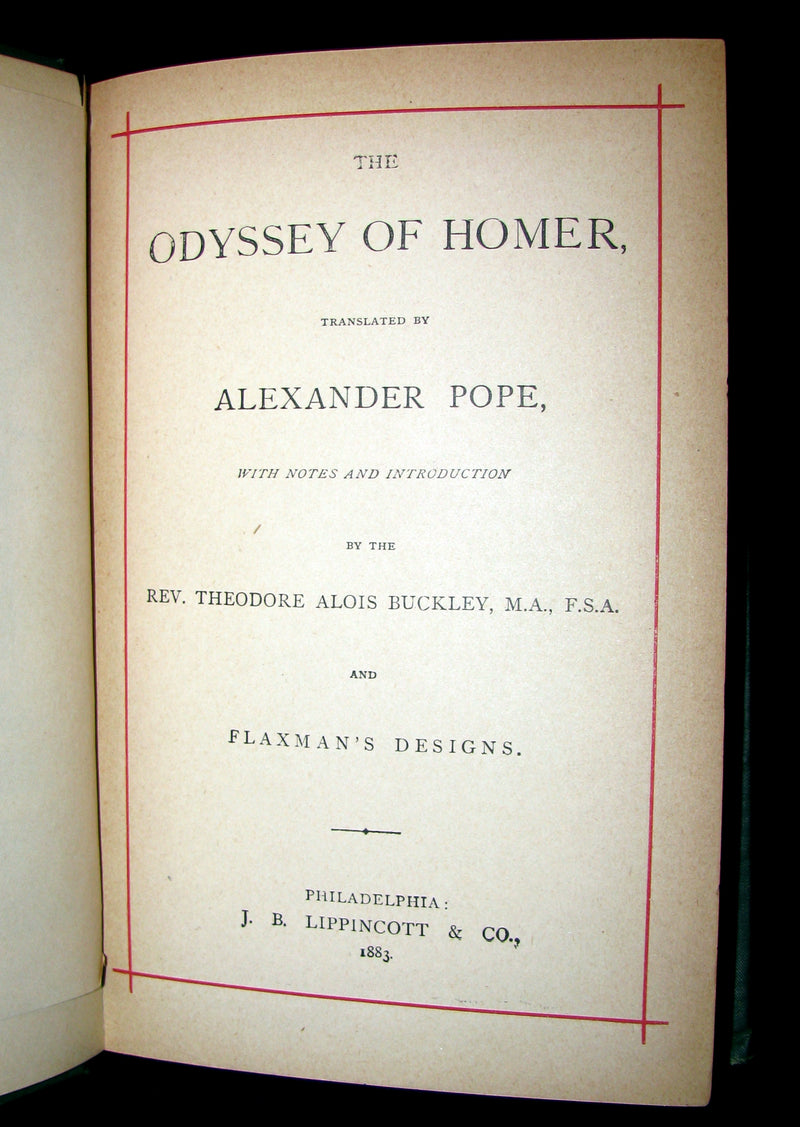 THE
ODYSSEY OF HOMER,
TRANSLATED BY
ALEXANDER POPE,
WITH NOTES AND INTRODUCTION
BY THE
REV. THEODORE ALOIS BUCKLEY, M.A., F.S.A.
AND
FLAXMAN'S DESIGNS.
PHILADELPHIA:
J. B. LIPPINCOTT & CO.,
1883.